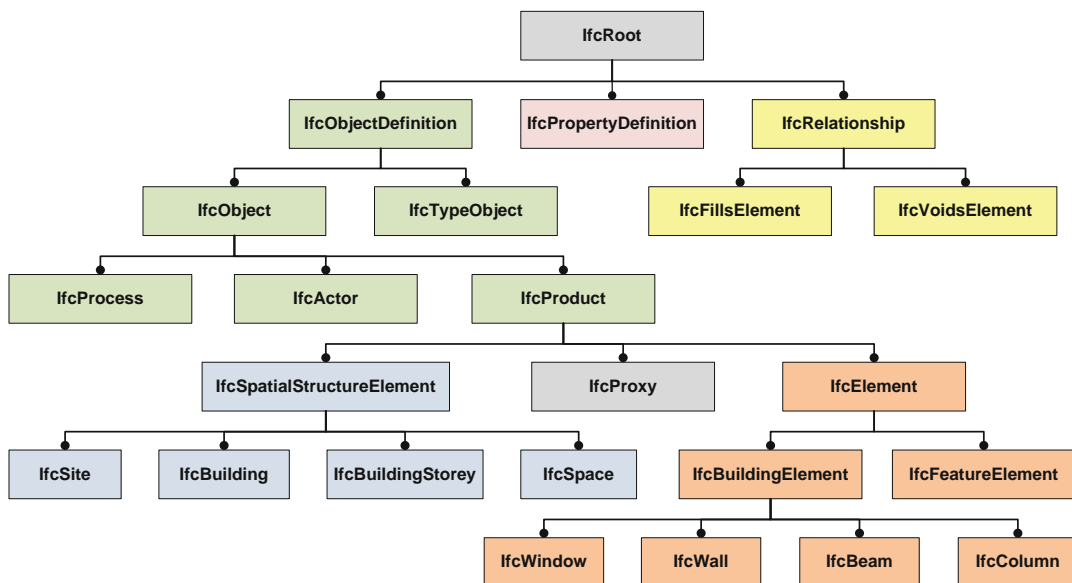 IfcRoot
IfcObjectDefinition
IfcPropertyDefinition
IfcRelationship
IfcObject
IfcTypeObject
IfcFillsElement
IfcVoidsElement
IfcProcess
IfcActor
IfcProduct
IfcSpatialStructureElement
IfcProxy
IfcElement
IfcSite
IfcBuilding
IfcBuildingStorey
IfcSpace
IfcBuildingElement
IfcFeatureElement
IfcWindow
IfcWall
IfcBeam
IfcColumn